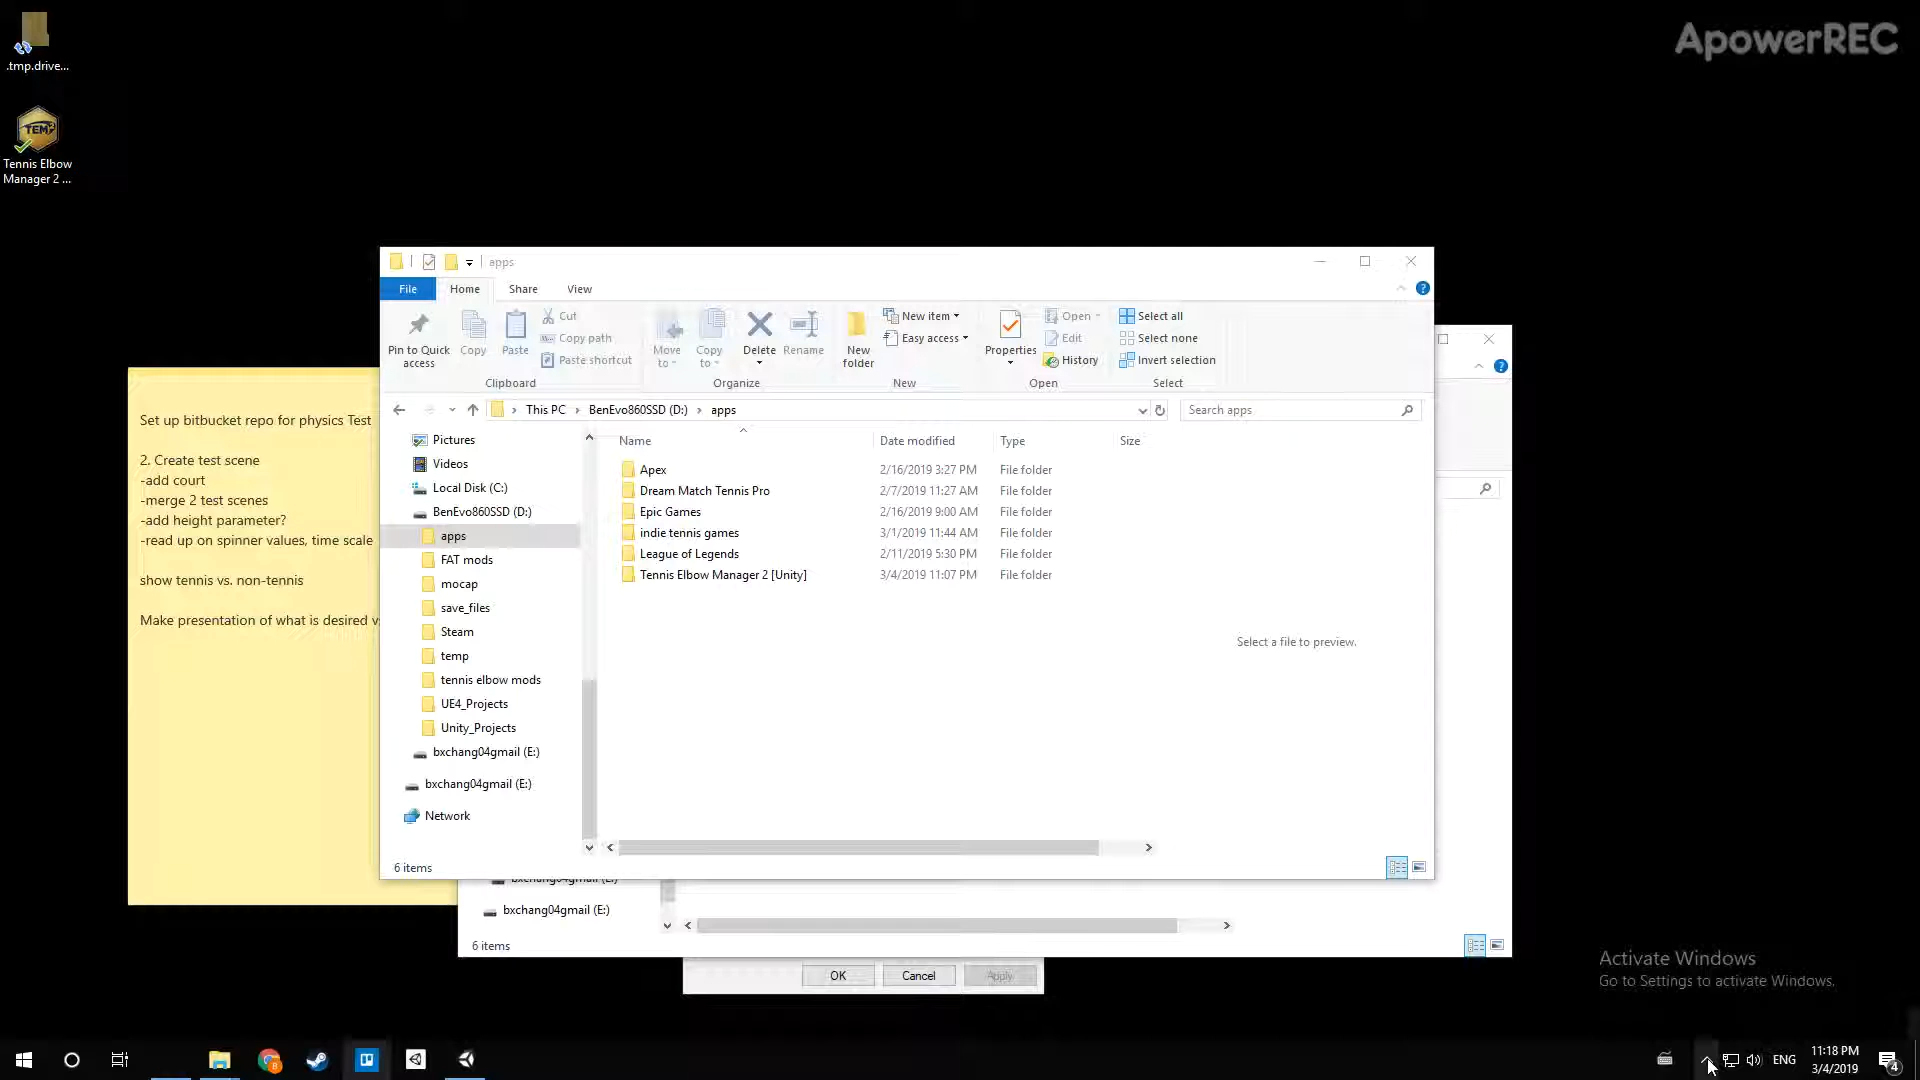 ApowerREC
.tmp.drive...
TEM2
Tennis Elbow
Manager 2 ...
apps
File
Home
Share
View
Pin to Quick
access
Copy
Paste
Cut
Copy path
Paste shortcut
Clipboard
Move
to
Copy
to
Delete
Rename
Organize
New
folder
New item
Easy access
New
Properties
Open
Edit
History
Open
Select all
Select none
Invert selection
Select
This PC
BenEvo860SSD (D:)
apps
Search apps
Pictures
Videos
Local Disk (C:)
BenEvo860SSD (D:)
apps
FAT mods
mocap
save_files
Steam
temp
tennis elbow mods
UE4_Projects
Unity_Projects
bxchang04gmail (E:)
bxchang04gmail (E:)
Network
Name Date modified Type Size
Apex 2/16/2019 3:27 PM File folder
Dream Match Tennis Pro 2/7/2019 11:27 AM File folder
Epic Games 2/16/2019 9:00 AM File folder
indie tennis games 3/1/2019 11:44 AM File folder
League of Legends 2/11/2019 5:30 PM File folder
Tennis Elbow Manager 2 [Unity] 3/4/2019 11:07 PM File folder
Select a file to preview.
6 items
Set up bitbucket repo for physics Test
2. Create test scene
-add court
-merge 2 test scenes
-add height parameter?
-read up on spinner values, time scale
show tennis vs. non-tennis
Make presentation of what is desired v
bxchang04gmail (E:)
bxchang04gmail (E:)
6 items
OK
Cancel
Apply
Activate Windows
Go to Settings to activate Windows.
8
ENG
11:18 PM
3/4/2019
4